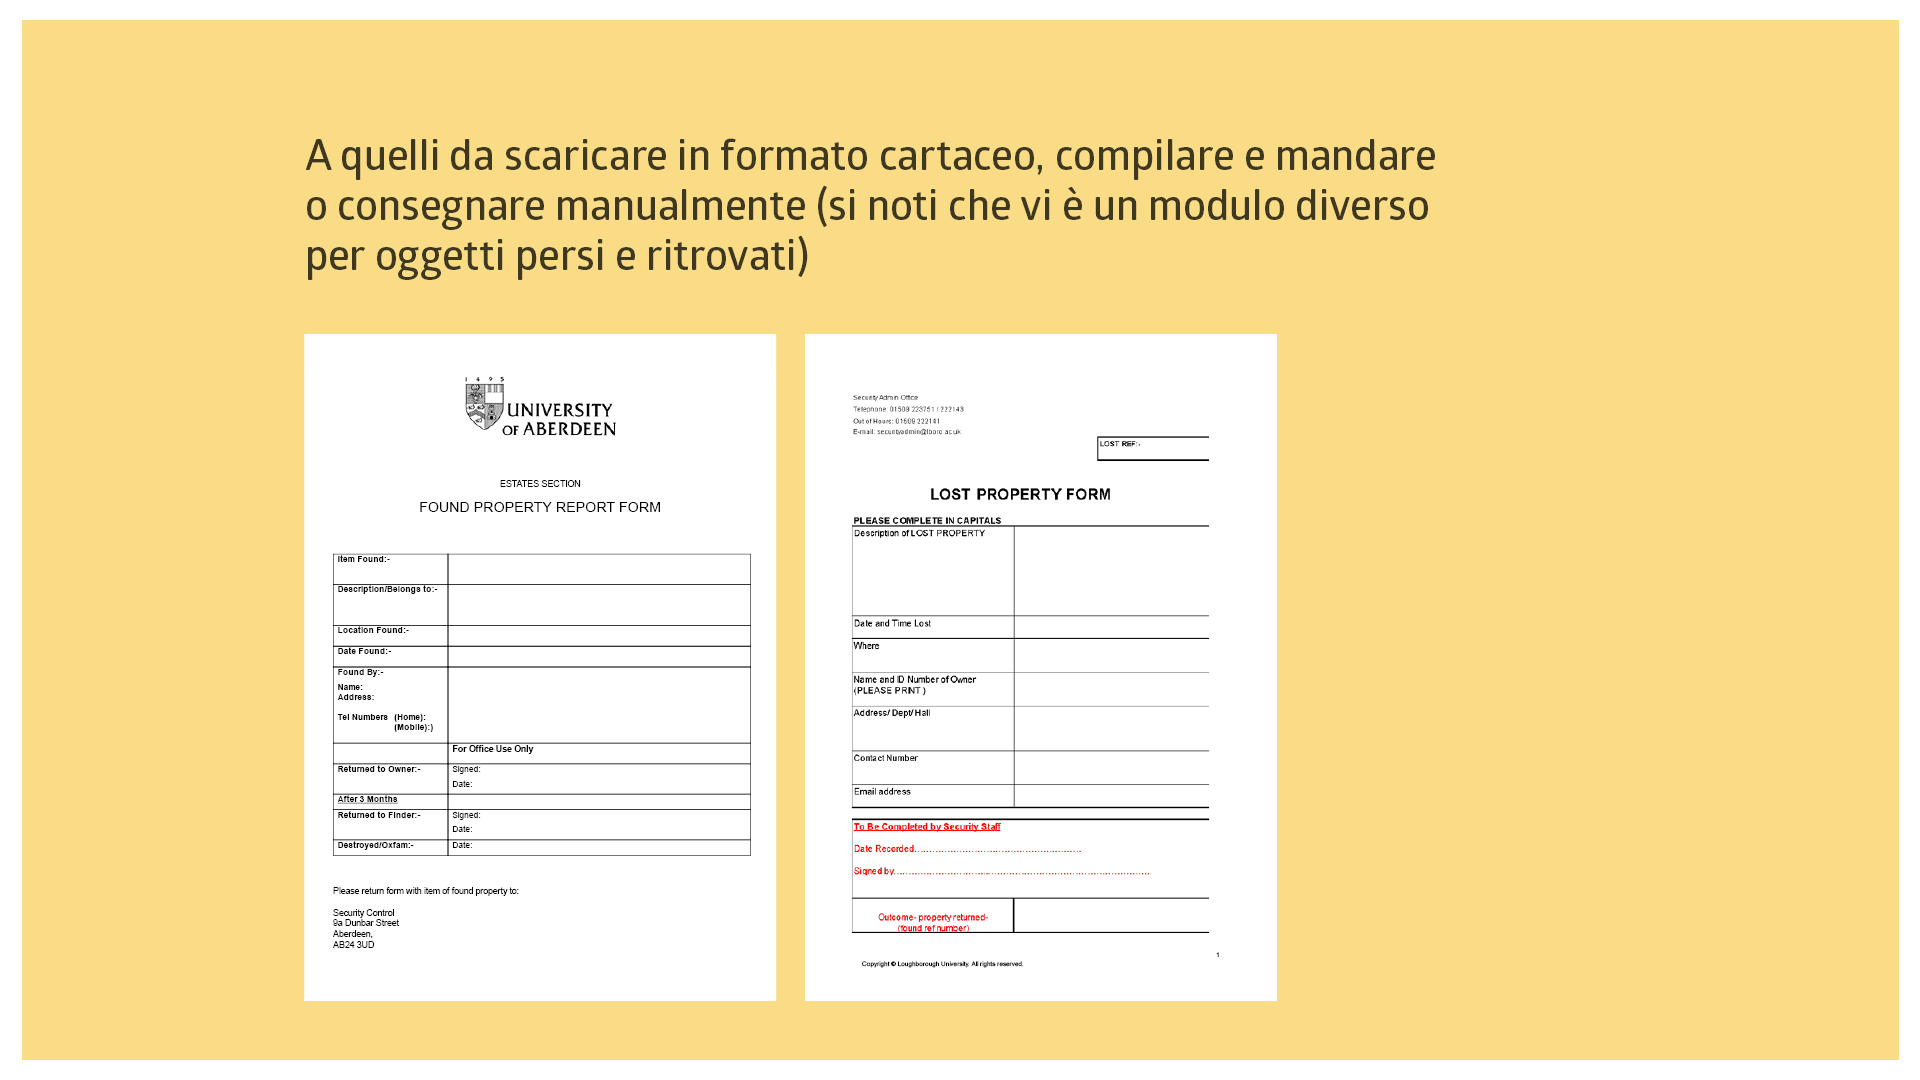 A quelli da scaricare in formato cartaceo, compilare e mandare
o consegnare manualmente (si noti che vi è un modulo diverso
per oggetti persi e ritrovati)
1 4 9 5
UNIVERSITY
OF ABERDEEN
ESTATES SECTION
FOUND PROPERTY REPORT FORM
Item Found:-
Description/Belongs to:-
Location Found:-
Date Found:-
Found By:-
Name:
Address:
Tel Numbers (Home):
(Mobile):)
For Office Use Only
Returned to Owner:- Signed:
Date:
After 3 Months
Returned to Finder:- Signed:
Date:
Destroyed/Oxfam:- Date:
Please return form with item of found property to:
Security Control
9a Dunbar Street
Aberdeen,
AB24 3UD
Security Admin Office
Telephone: 01509 223751 / 222143
Out of Hours: 01509 222141
E-mail: securityadmin@lboro.ac.uk
LOST REF:-
LOST PROPERTY FORM
PLEASE COMPLETE IN CAPITALS
Description of LOST PROPERTY
Date and Time Lost
Where
Name and ID Number of Owner
(PLEASE PRINT )
Address/ Dept/ Hall
Contact Number
Email address
To Be Completed by Security Staff
Date Recorded……………………………………………
Signed by……………………………………………………………………
Outcome- property returned-
(found ref number)
1
Copyright © Loughborough University. All rights reserved.